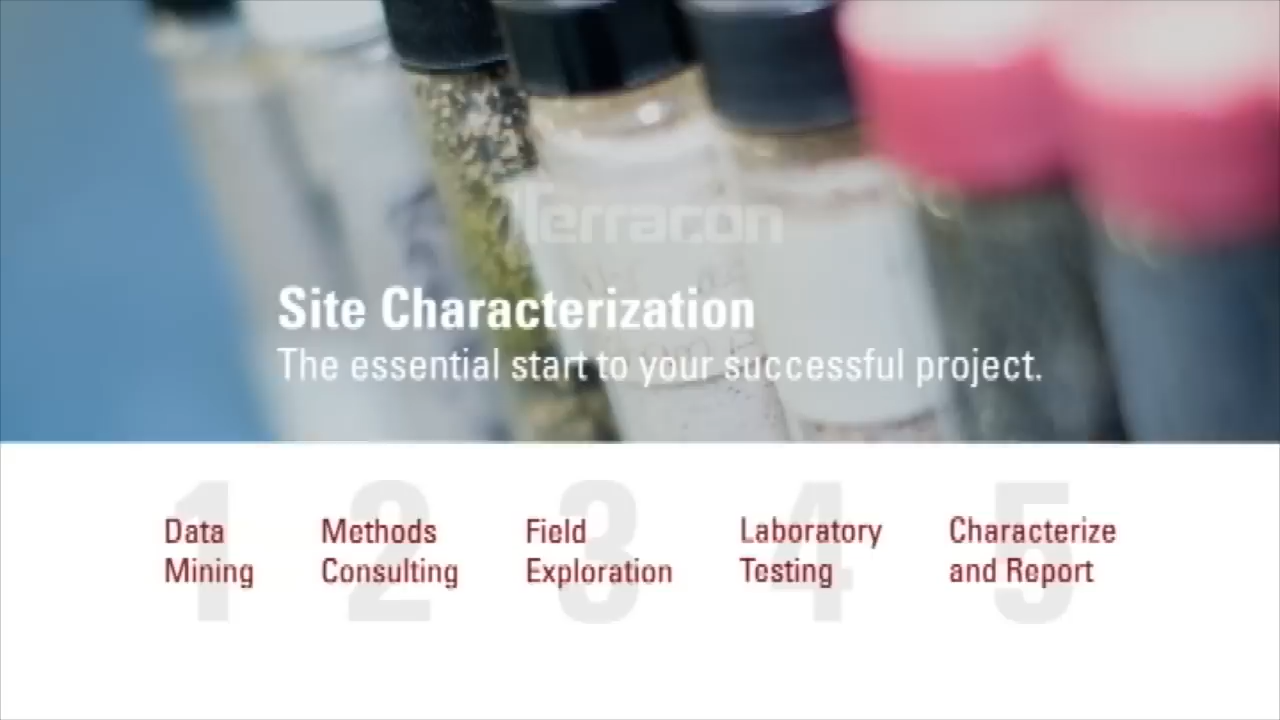 Terracon
Site Characterization
The essential start to your successful project.
1 2 3 4 5
Data Mining
Methods Consulting
Field Exploration
Laboratory Testing
Characterize and Report